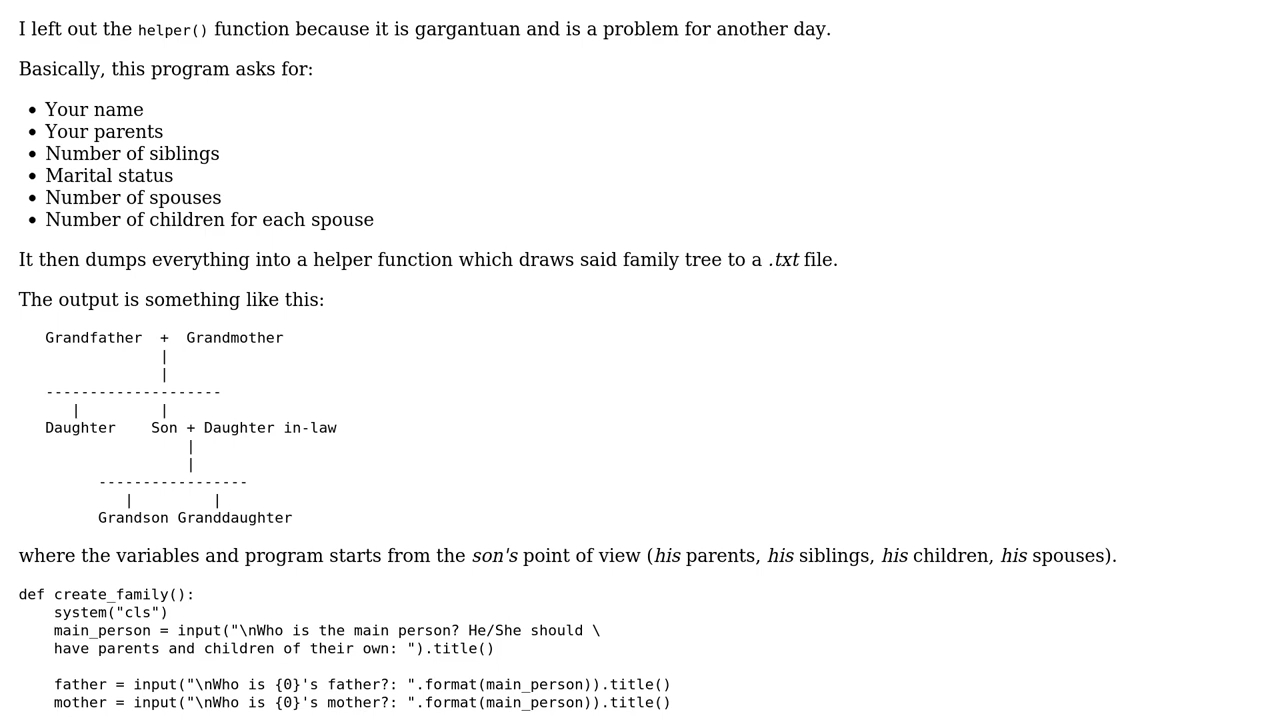 I left out the helper() function because it is gargantuan and is a problem for another day.
Basically, this program asks for:
• Your name
• Your parents
• Number of siblings
• Marital status
• Number of spouses
• Number of children for each spouse
It then dumps everything into a helper function which draws said family tree to a .txt file.
The output is something like this:
   Grandfather  +  Grandmother
                |
                |
   --------------------
      |         |
   Daughter    Son + Daughter in-law
                   |
                   |
         -----------------
            |         |
         Grandson Granddaughter
where the variables and program starts from the son's point of view (his parents, his siblings, his children, his spouses).
def create_family():
    system("cls")
    main_person = input("\nWho is the main person? He/She should \
    have parents and children of their own: ").title()
    father = input("\nWho is {0}'s father?: ".format(main_person)).title()
    mother = input("\nWho is {0}'s mother?: ".format(main_person)).title()